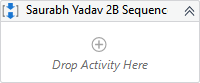 Saurabh Yadav 2B Sequenc
Drop Activity Here